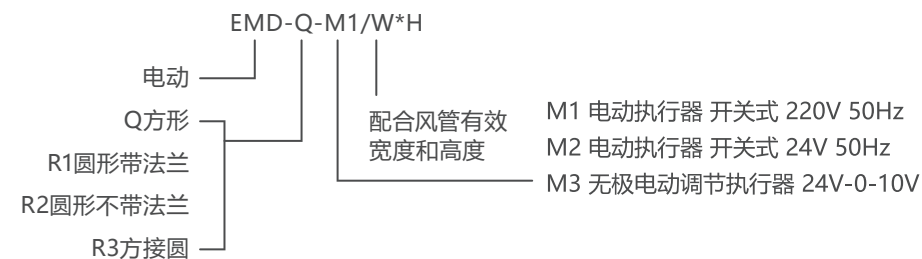 EMD-Q-M1/W*H
电动
Q方形
R1圆形带法兰
R2圆形不带法兰
R3方接圆
配合风管有效
宽度和高度
M1 电动执行器 开关式 220V 50Hz
M2 电动执行器 开关式 24V 50Hz
M3 无极电动调节执行器 24V-0-10V